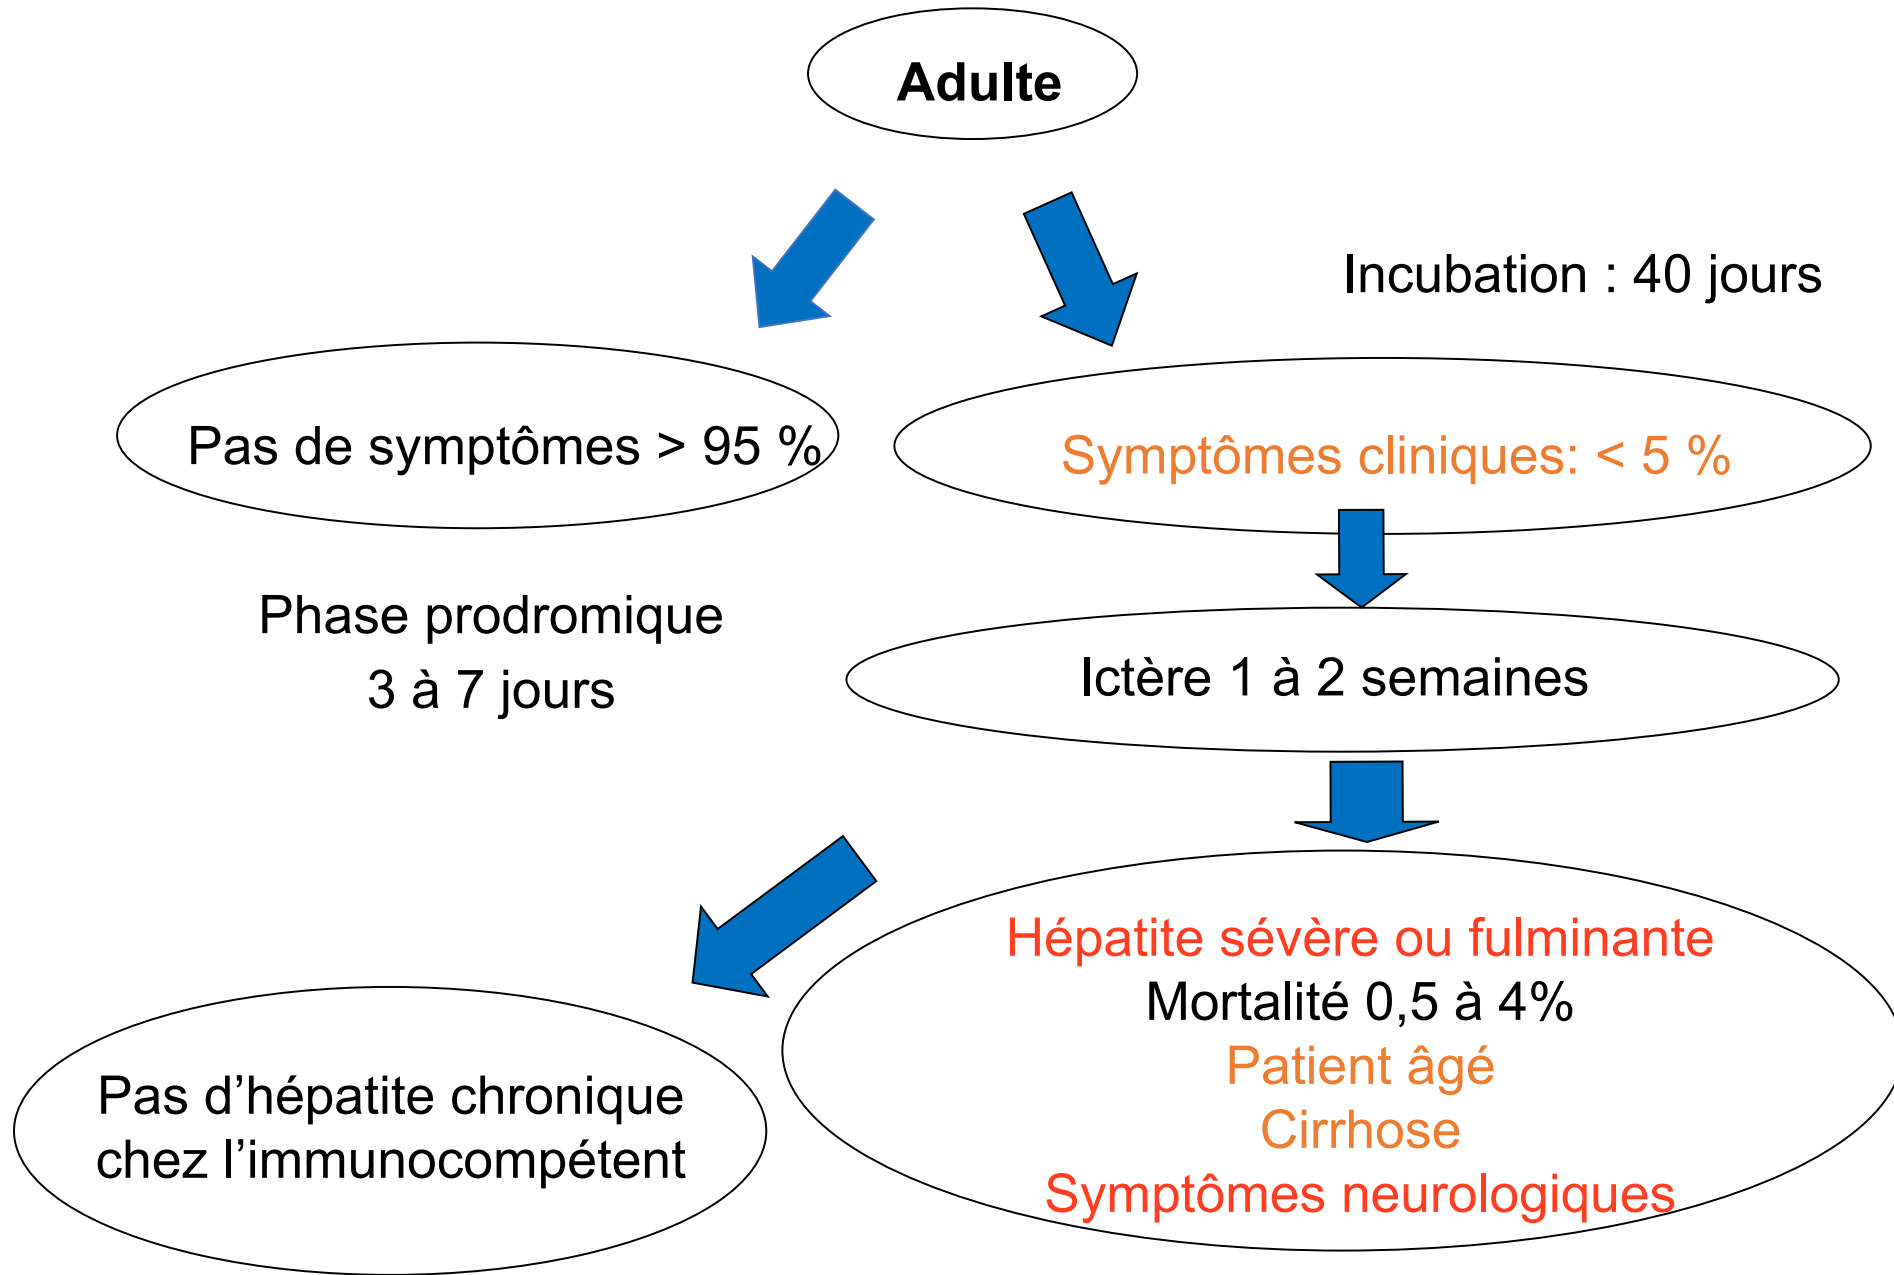 Adulte
Incubation : 40 jours
Pas de symptômes > 95 %
Symptômes cliniques: < 5 %
Phase prodromique
3 à 7 jours
Ictère 1 à 2 semaines
Hépatite sévère ou fulminante
Mortalité 0,5 à 4%
Patient âgé
Cirrhose
Symptômes neurologiques
Pas d’hépatite chronique
chez l’immunocompétent